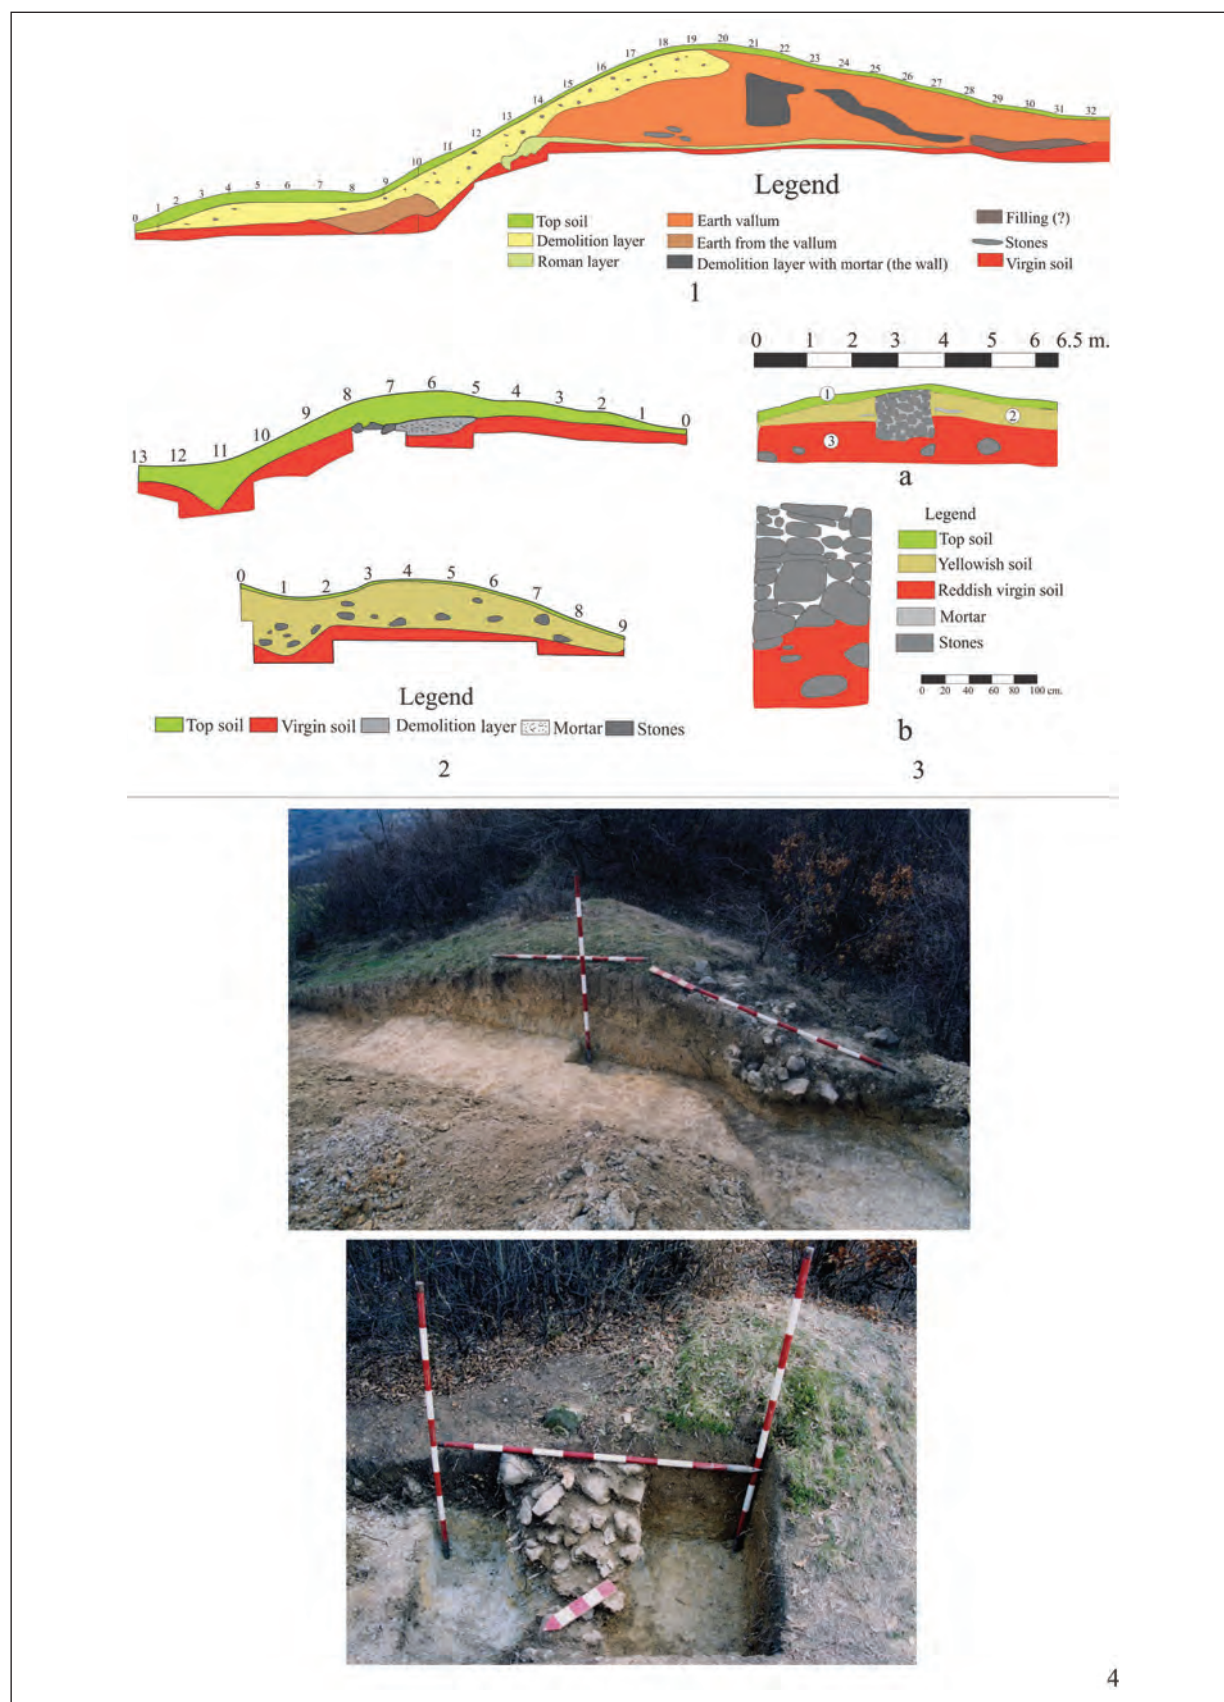 0 1 2 3 4 5 6 7 8 9 10 11 12 13 14 15 16 17 18 19 20 21 22 23 24 25 26 27 28 29 30 31 32
Legend
Top soil
Demolition layer
Roman layer
Earth vallum
Earth from the vallum
Demolition layer with mortar (the wall)
Filling (?)
Stones
Virgin soil
1
13 12 11 10 9 8 7 6 5 4 3 2 1 0
0 1 2 3 4 5 6 7 8 9
Legend
Top soil Virgin soil Demolition layer Mortar Stones
2
0 1 2 3 4 5 6 6.5 m.
1
2
3
a
Legend
Top soil
Yellowish soil
Reddish virgin soil
Mortar
Stones
0 20 40 60 80 100 cm.
b
3
4